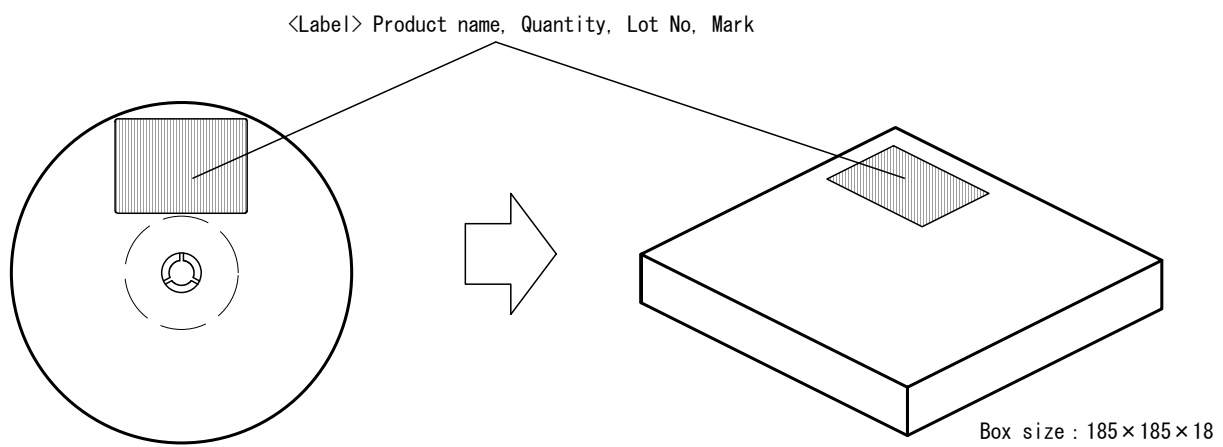 <Label> Product name, Quantity, Lot No, Mark
Box size : 185×185×18